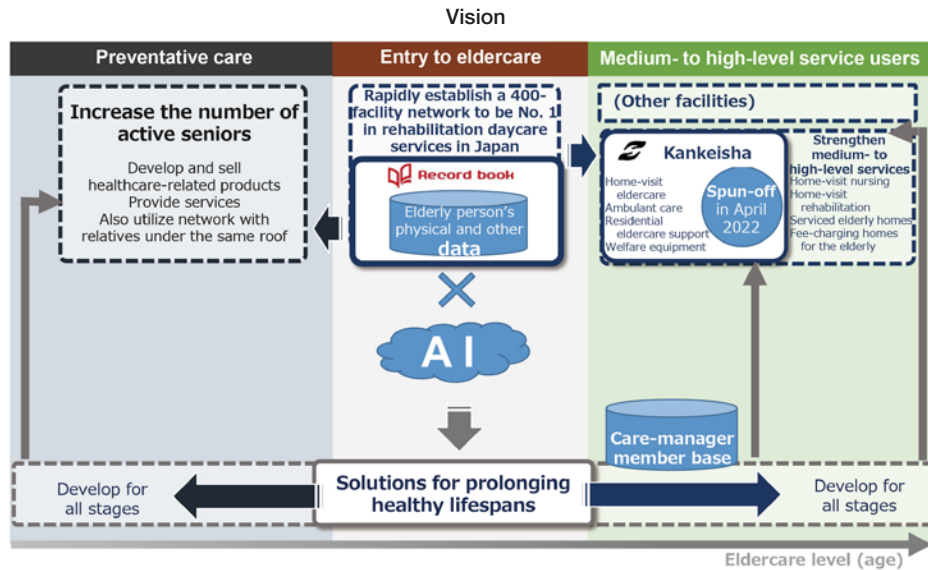 Vision
Preventative care
Entry to eldercare
Medium- to high-level service users
Increase the number of
active seniors
Develop and sell
healthcare-related products
Provide services
Also utilize network with
relatives under the same roof
Rapidly establish a 400-
facility network to be No. 1
in rehabilitation daycare
services in Japan
Record book
Elderly person's
physical and other
data
AI
(Other facilities)
Kankeisha
Home-visit
eldercare
Ambulant care
Residential
eldercare support
Welfare equipment
Spun-off
in April
2022
Strengthen
medium- to
high-level services
Home-visit nursing
Home-visit
rehabilitation
Serviced elderly homes
Fee-charging homes
for the elderly
Care-manager
member base
Develop for
all stages
Solutions for prolonging
healthy lifespans
Develop for
all stages
Eldercare level (age)